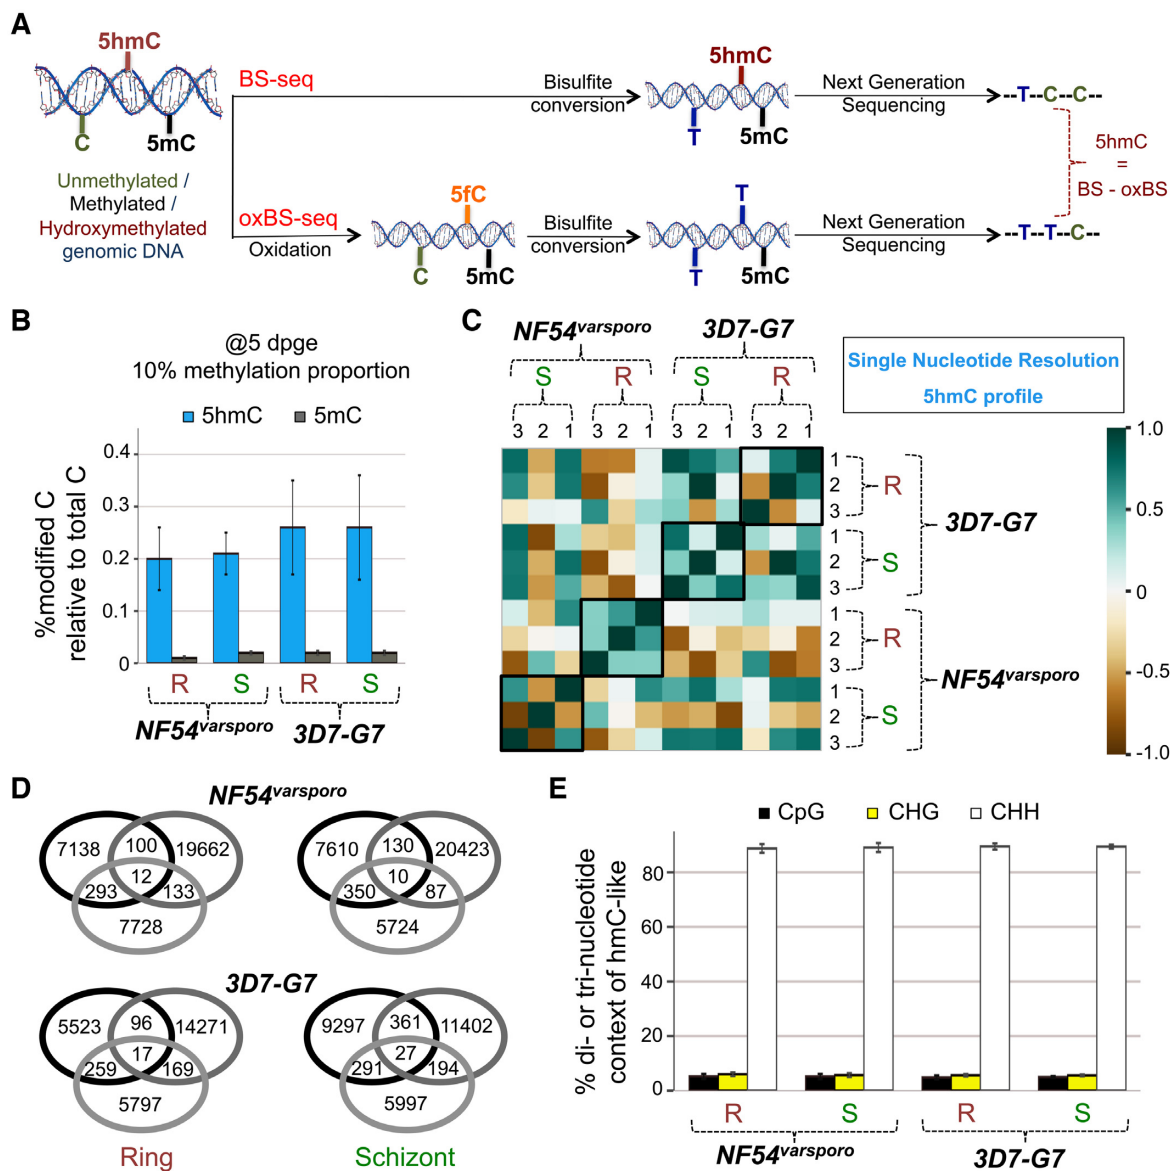 A
5hmC
C
5mC
Unmethylated /
Methylated /
Hydroxymethylated
genomic DNA
BS-seq
oxBS-seq
Oxidation
5fC
C
5mC
Bisulfite
conversion
5hmC
T
5mC
Next Generation
Sequencing
--T--C--C--
Bisulfite
conversion
T
T
5mC
Next Generation
Sequencing
--T--T--C--
5hmC
=
BS - oxBS
B
@5 dpge
10% methylation proportion
5hmC 5mC
%modified C
relative to total C
0.4
0.3
0.2
0.1
0
R S R S
NF54varsporo 3D7-G7
C
NF54varsporo 3D7-G7
S R S R
3 2 1 3 2 1 3 2 1 3 2 1
Single Nucleotide Resolution
5hmC profile
1
2
3
R
1
2
3
S
3D7-G7
1
2
3
R
1
2
3
S
NF54varsporo
1.0
0.5
0
-0.5
-1.0
D
NF54varsporo
7138 100 19662
12
293 133
7728
7610 130 20423
10
350 87
5724
3D7-G7
5523 96 14271
17
259 169
5797
9297 361 11402
27
291 194
5997
Ring Schizont
E
CpG CHG CHH
% di- or tri-nucleotide
context of hmC-like
80
60
40
20
0
R S R S
NF54varsporo 3D7-G7